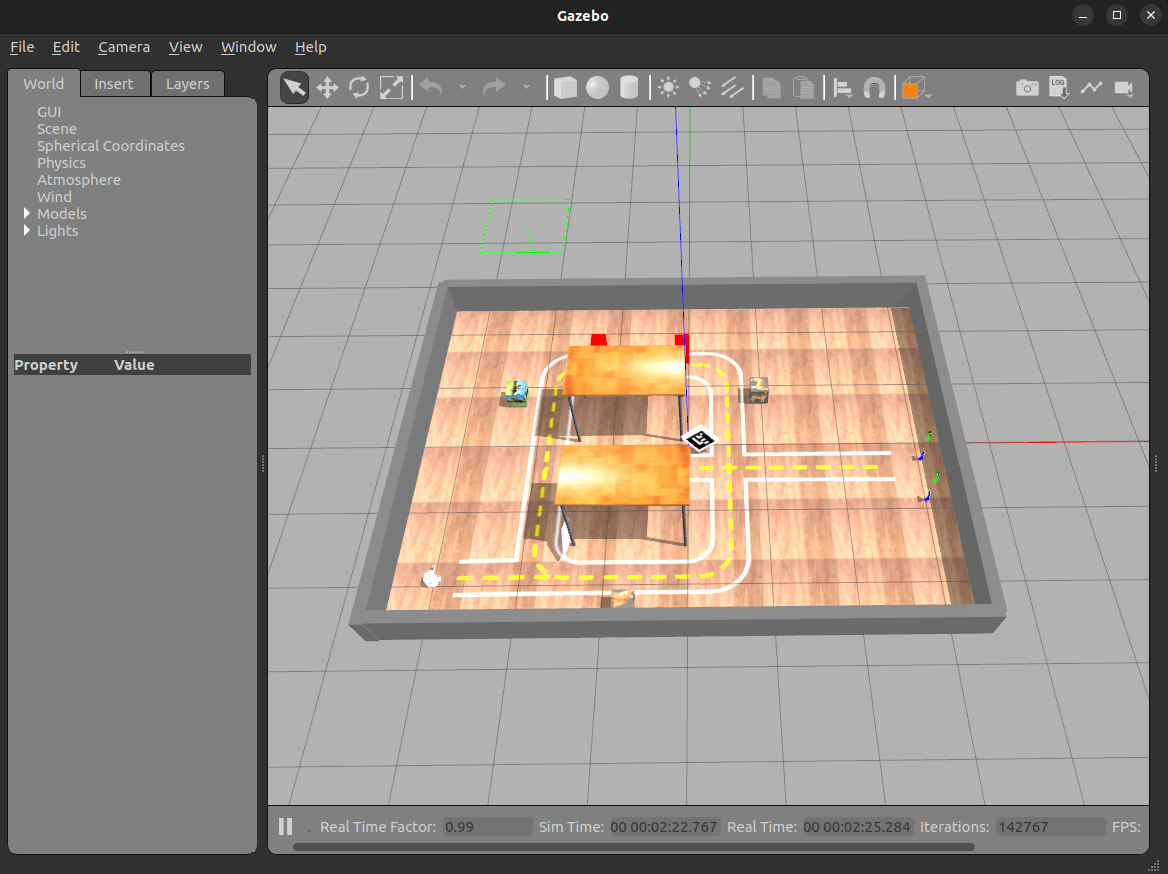 Gazebo
File Edit Camera View Window Help
World Insert Layers
LOG
GUI
Scene
Spherical Coordinates
Physics
Atmosphere
Wind
Models
Lights
Property Value
Real Time Factor: 0.99 Sim Time: 00 00:02:22.767 Real Time: 00 00:02:25.284 Iterations: 142767 FPS: